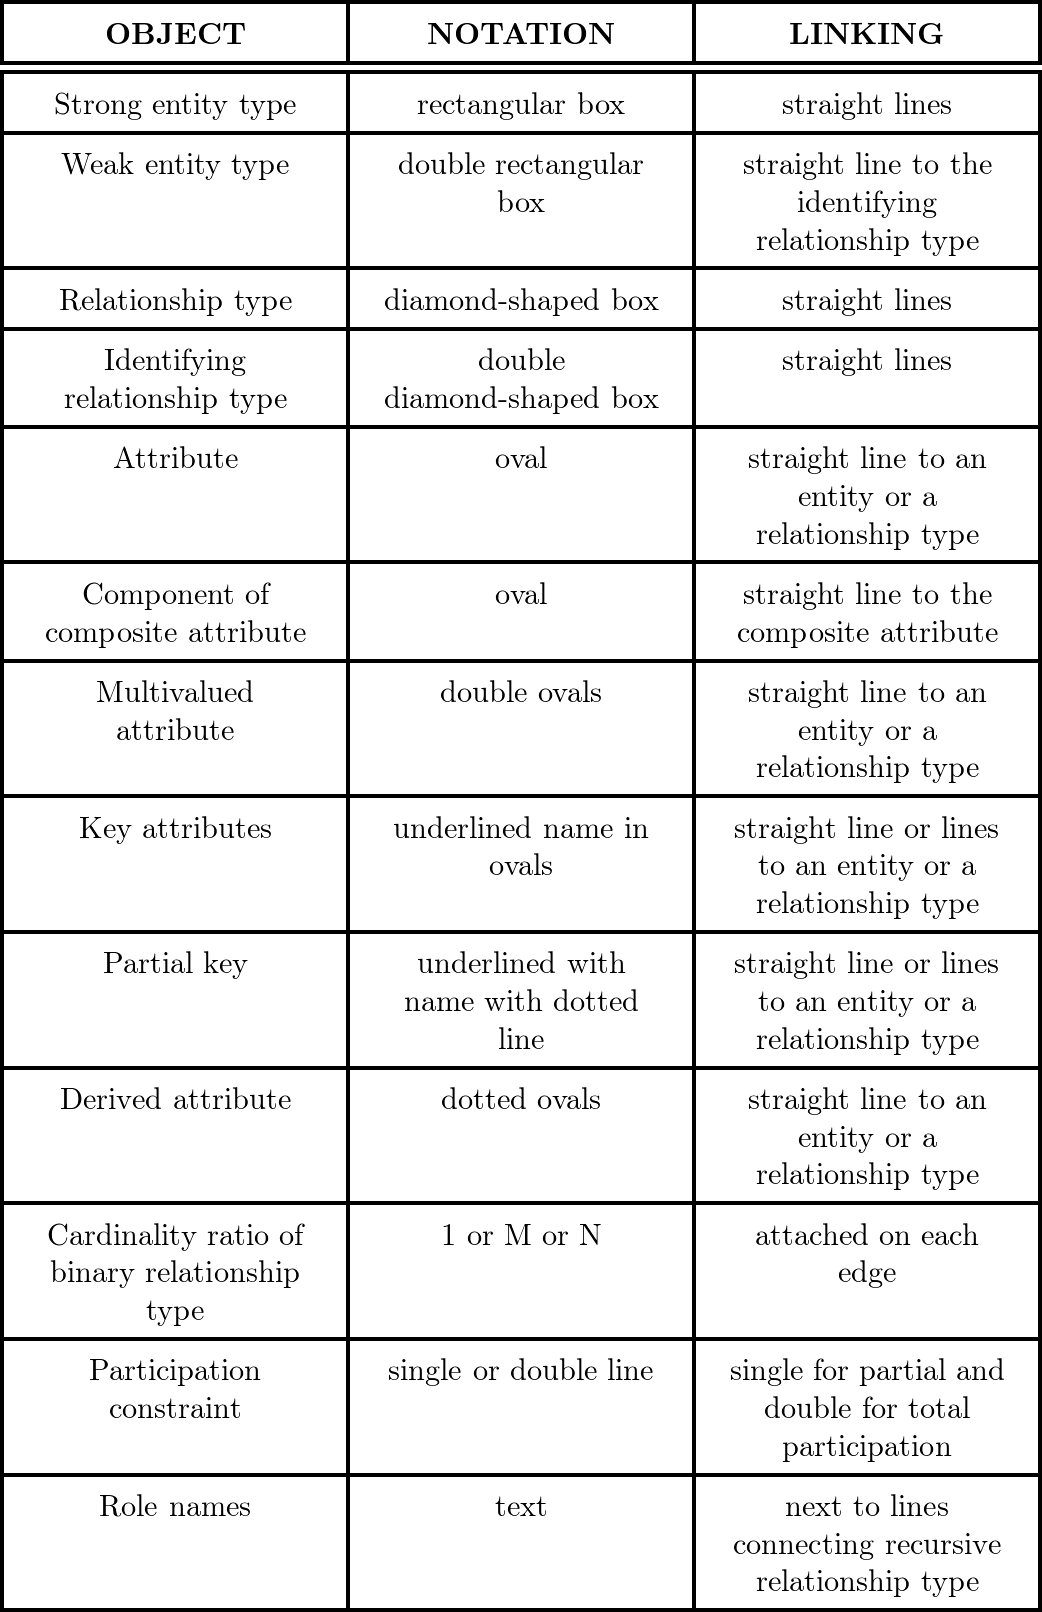 OBJECT NOTATION LINKING
Strong entity type rectangular box straight lines
Weak entity type double rectangular straight line to the
box identifying
relationship type
Relationship type diamond-shaped box straight lines
Identifying double straight lines
relationship type diamond-shaped box
Attribute oval straight line to an
entity or a
relationship type
Component of oval straight line to the
composite attribute composite attribute
Multivalued double ovals straight line to an
attribute entity or a
relationship type
Key attributes underlined name in straight line or lines
ovals to an entity or a
relationship type
Partial key underlined with straight line or lines
name with dotted to an entity or a
line relationship type
Derived attribute dotted ovals straight line to an
entity or a
relationship type
Cardinality ratio of 1 or M or N attached on each
binary relationship edge
type
Participation single or double line single for partial and
constraint double for total
participation
Role names text next to lines
connecting recursive
relationship type